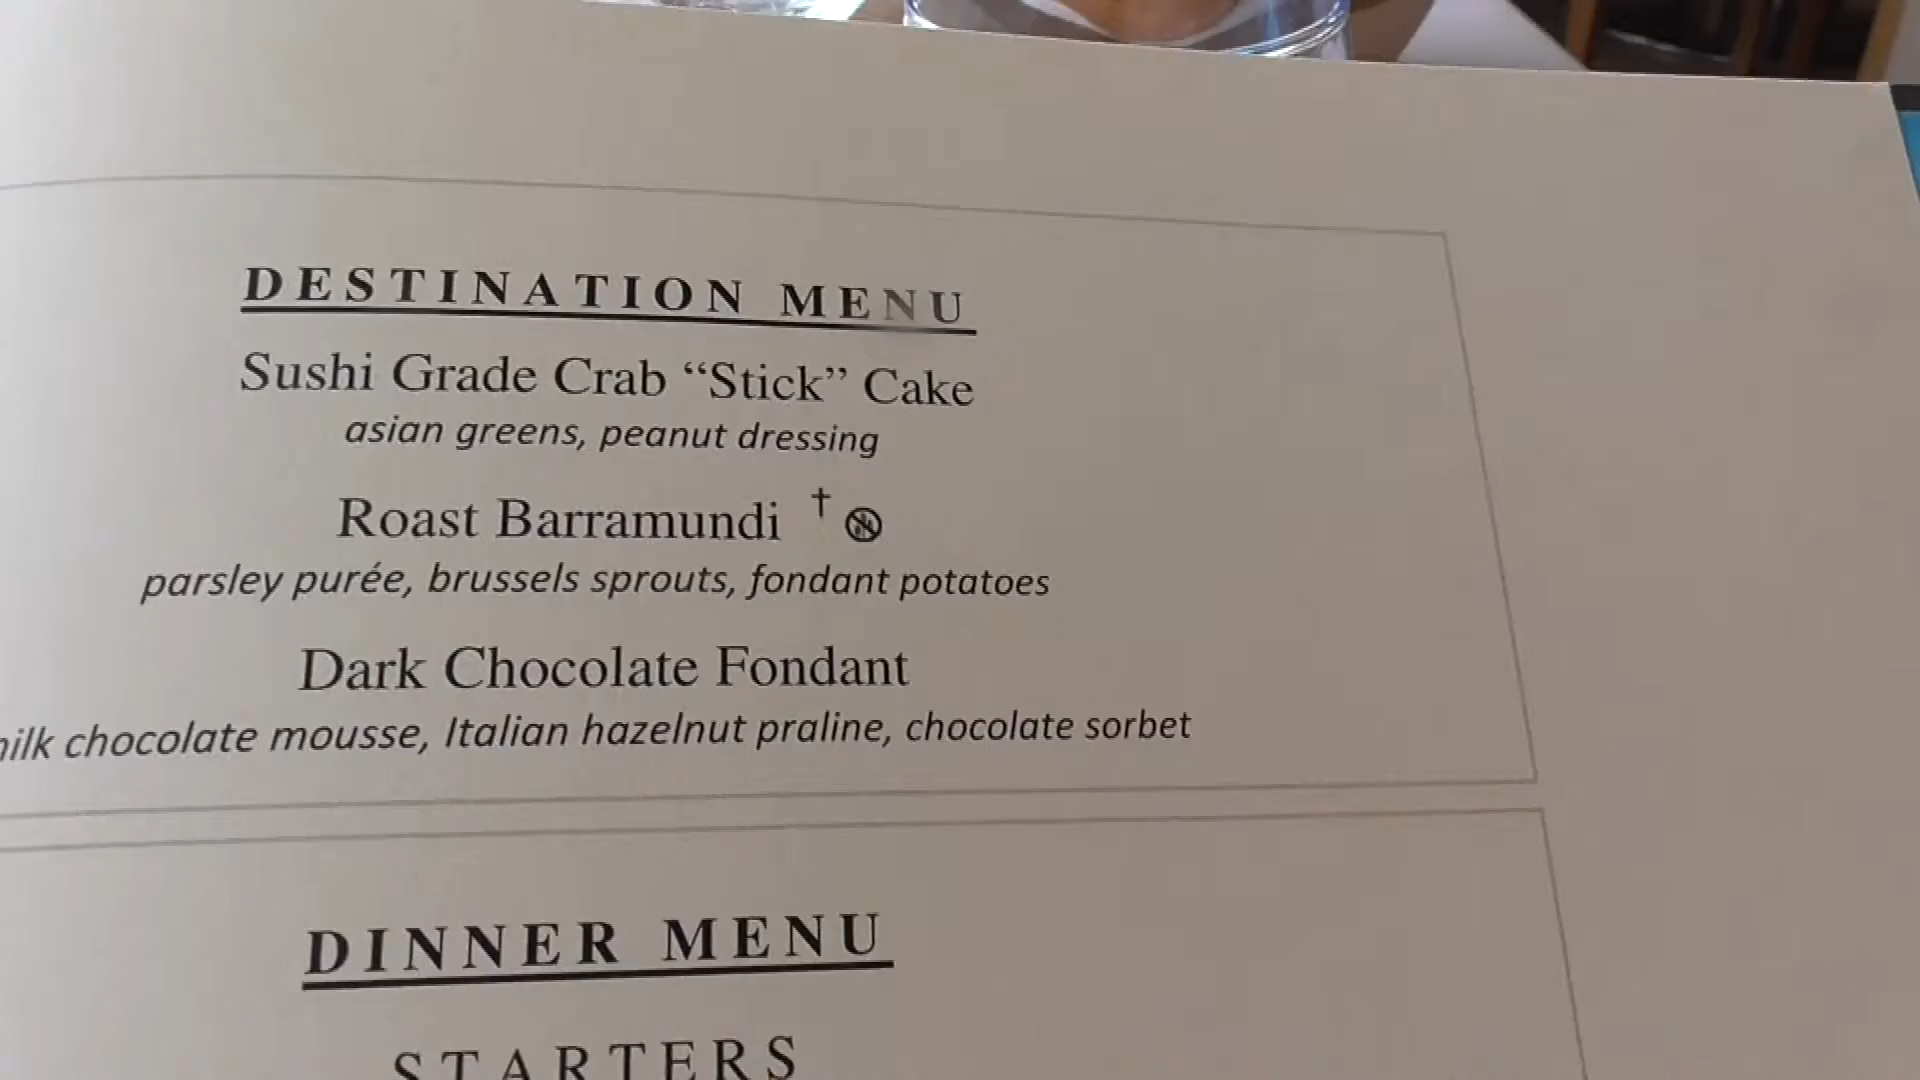 DESTINATION MENU
Sushi Grade Crab “Stick” Cake
asian greens, peanut dressing
Roast Barramundi †
parsley purée, brussels sprouts, fondant potatoes
Dark Chocolate Fondant
chocolate mousse, Italian hazelnut praline, chocolate sorbet
DINNER MENU
STARTERS